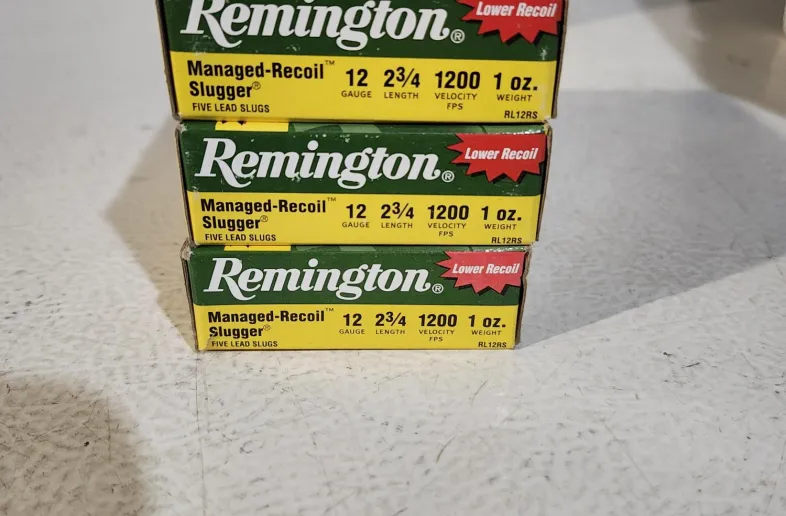 Remington® Lower Recoil
Managed-Recoil™ 12 2¾ 1200 1 oz.
Slugger® GAUGE LENGTH VELOCITY WEIGHT
FPS
FIVE LEAD SLUGS RL12RS
Remington® Lower Recoil
Managed-Recoil™ 12 2¾ 1200 1 oz.
Slugger® GAUGE LENGTH VELOCITY WEIGHT
FPS
FIVE LEAD SLUGS RL12RS
Remington® Lower Recoil
Managed-Recoil™ 12 2¾ 1200 1 oz.
Slugger® GAUGE LENGTH VELOCITY WEIGHT
FPS
FIVE LEAD SLUGS RL12RS